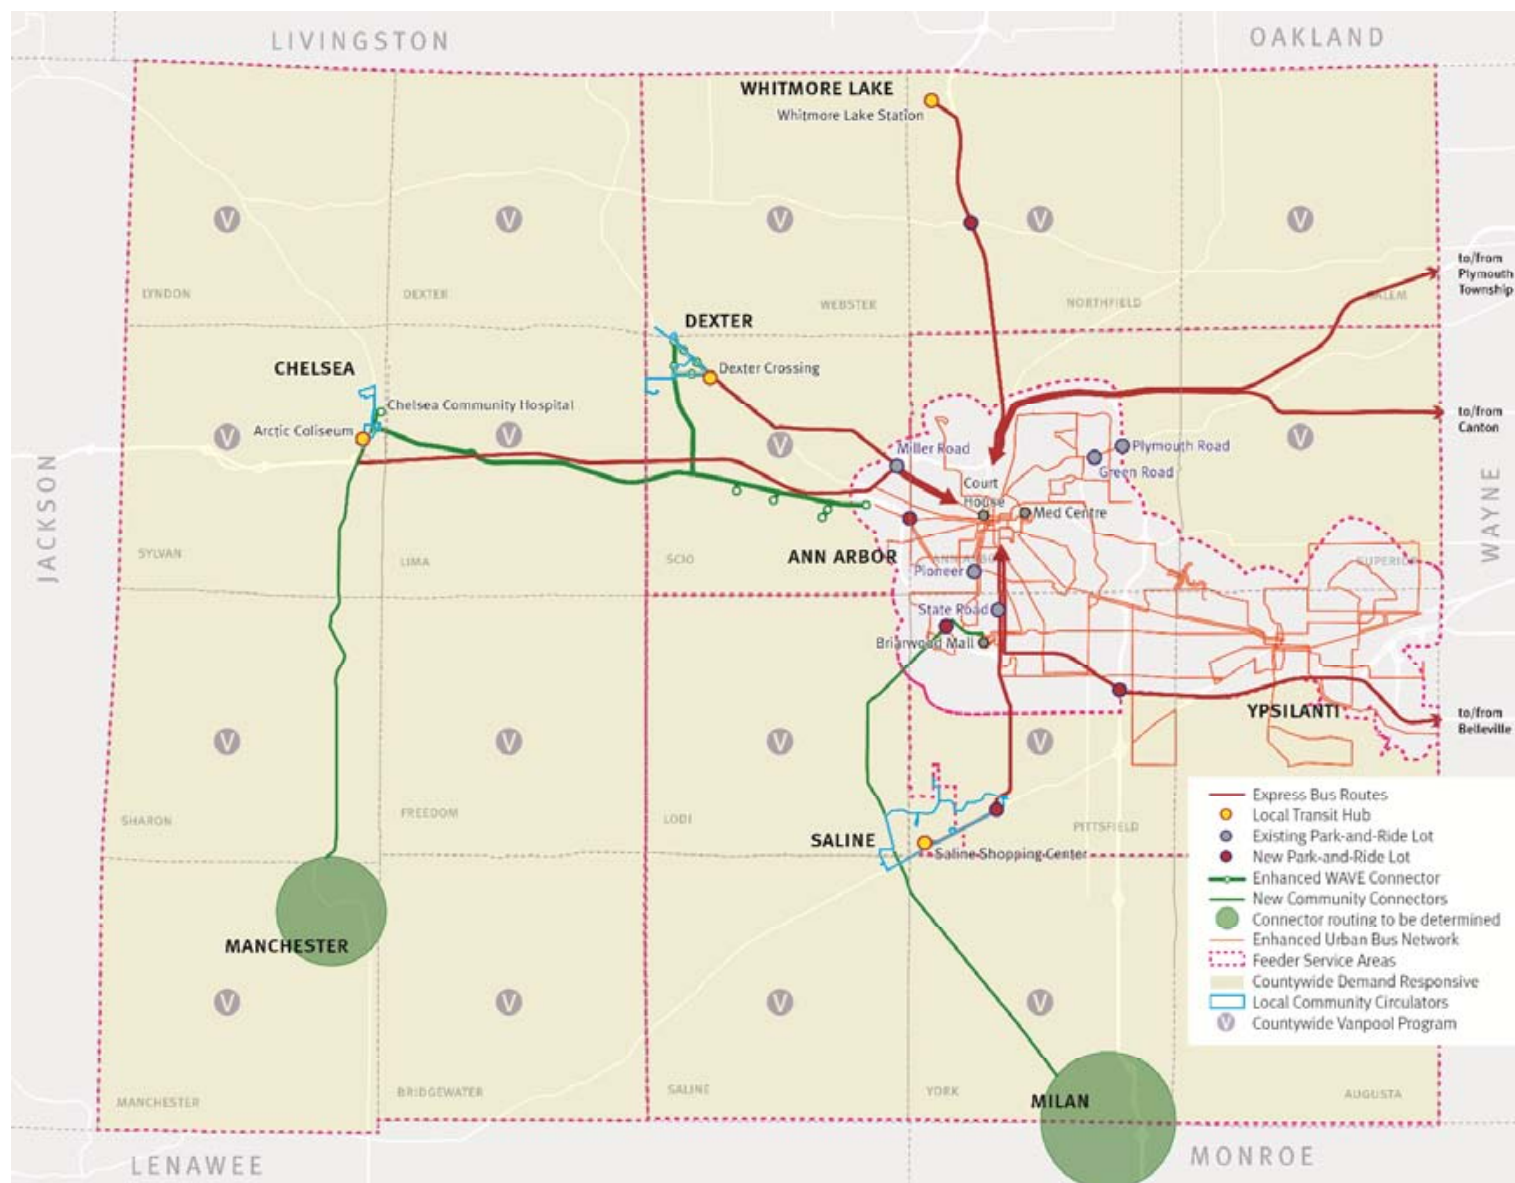 LIVINGSTON
OAKLAND
WHITMORE LAKE
Whitmore Lake Station
V
V
V
V
V
to/from
Plymouth
Township
LYNDON
DEXTER
WEBSTER
NORTHFIELD
SALEM
DEXTER
CHELSEA
Dexter Crossing
Chelsea Community Hospital
Arctic Coliseum
to/from
Canton
V
V
V
V
Miller Road
Plymouth Road
Green Road
Court
House
Med Centre
JACKSON
WAYNE
SYLVAN
LIMA
SCIO
ANN ARBOR
ANN ARBOR
SUPERIOR
Pioneer
State Road
Briarwood Mall
YPSILANTI
to/from
Belleville
V
V
V
V
SHARON
FREEDOM
LODI
PITTSFIELD
SALINE
Saline Shopping Center
MANCHESTER
V
V
V
V
MANCHESTER
BRIDGEWATER
SALINE
YORK
AUGUSTA
MILAN
LENAWEE
MONROE
Express Bus Routes
Local Transit Hub
Existing Park-and-Ride Lot
New Park-and-Ride Lot
Enhanced WAVE Connector
New Community Connectors
Connector routing to be determined
Enhanced Urban Bus Network
Feeder Service Areas
Countywide Demand Responsive
Local Community Circulators
V Countywide Vanpool Program